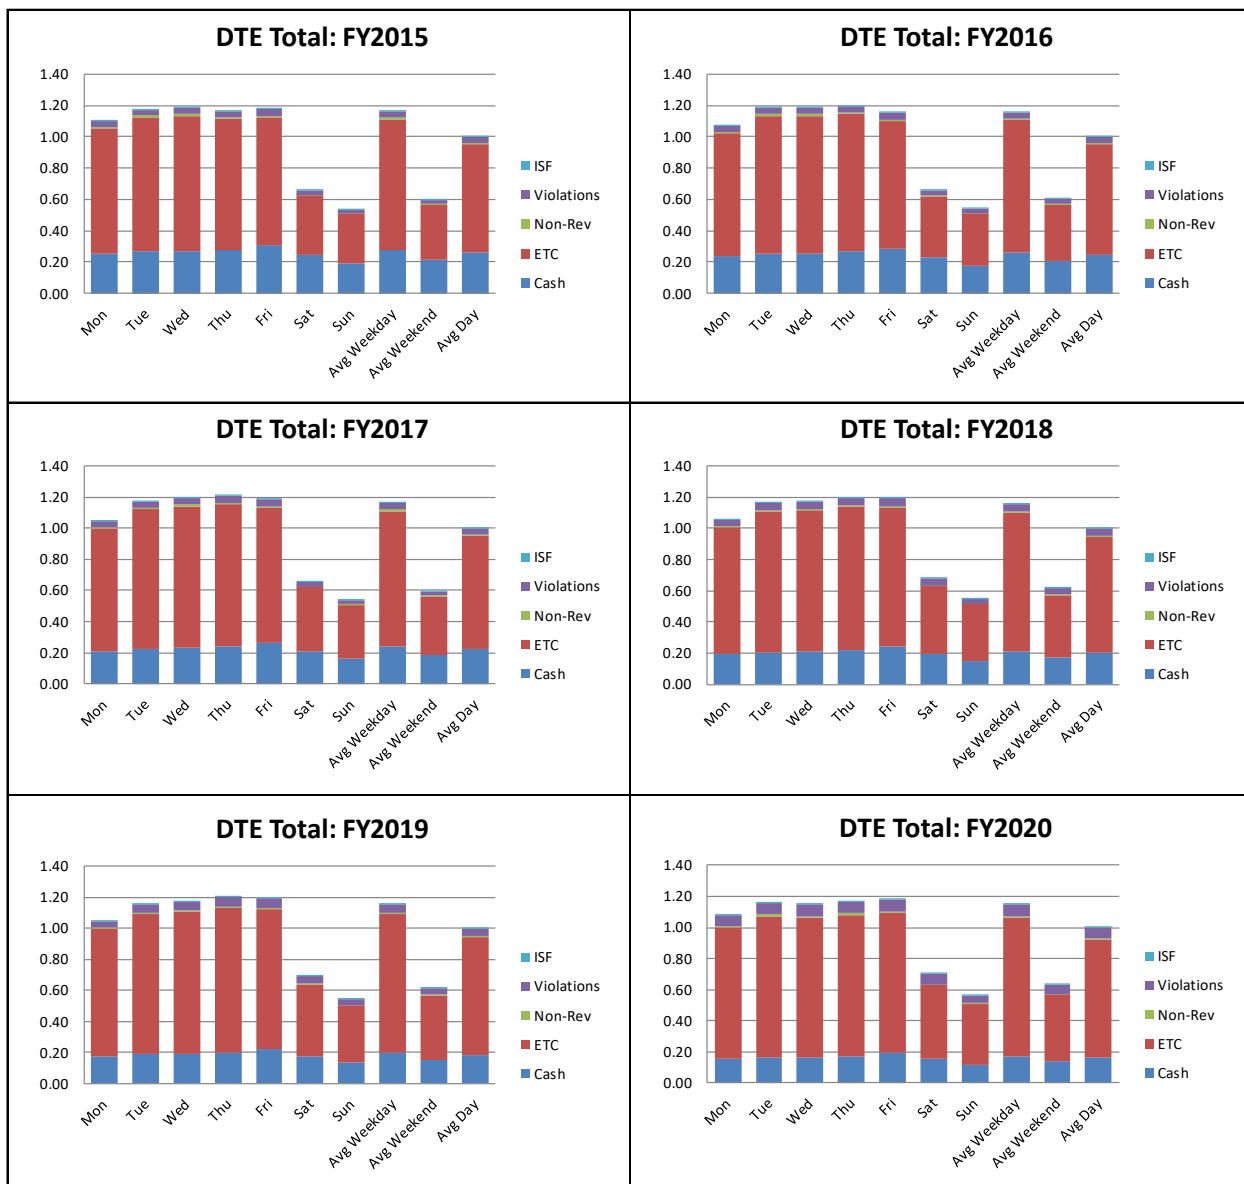 DTE Total: FY2015
1.40
1.20
1.00
0.80
0.60
0.40
0.20
0.00
Mon
Tue
Wed
Thu
Fri
Sat
Sun
Avg Weekday
Avg Weekend
Avg Day
ISF
Violations
Non-Rev
ETC
Cash
DTE Total: FY2016
1.40
1.20
1.00
0.80
0.60
0.40
0.20
0.00
Mon
Tue
Wed
Thu
Fri
Sat
Sun
Avg Weekday
Avg Weekend
Avg Day
ISF
Violations
Non-Rev
ETC
Cash
DTE Total: FY2017
1.40
1.20
1.00
0.80
0.60
0.40
0.20
0.00
Mon
Tue
Wed
Thu
Fri
Sat
Sun
Avg Weekday
Avg Weekend
Avg Day
ISF
Violations
Non-Rev
ETC
Cash
DTE Total: FY2018
1.40
1.20
1.00
0.80
0.60
0.40
0.20
0.00
Mon
Tue
Wed
Thu
Fri
Sat
Sun
Avg Weekday
Avg Weekend
Avg Day
ISF
Violations
Non-Rev
ETC
Cash
DTE Total: FY2019
1.40
1.20
1.00
0.80
0.60
0.40
0.20
0.00
Mon
Tue
Wed
Thu
Fri
Sat
Sun
Avg Weekday
Avg Weekend
Avg Day
ISF
Violations
Non-Rev
ETC
Cash
DTE Total: FY2020
1.40
1.20
1.00
0.80
0.60
0.40
0.20
0.00
Mon
Tue
Wed
Thu
Fri
Sat
Sun
Avg Weekday
Avg Weekend
Avg Day
ISF
Violations
Non-Rev
ETC
Cash